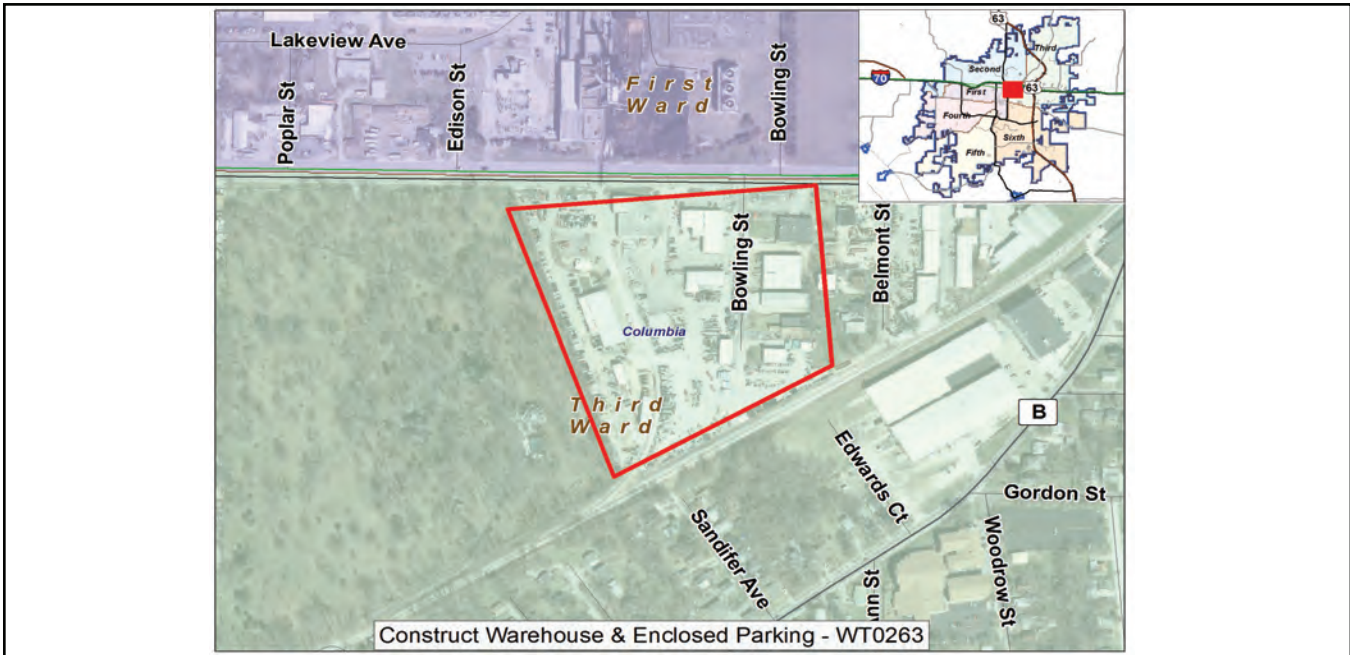 Lakeview Ave
Poplar St
Edison St
First
Ward
Bowling St
63
70
Second
Third
63
First
Fourth
Sixth
Fifth
Bowling St
Belmont St
Columbia
Third
Ward
B
Edwards Ct
Gordon St
Sandifer Ave
Woodrow St
Ann St
Construct Warehouse & Enclosed Parking - WT0263